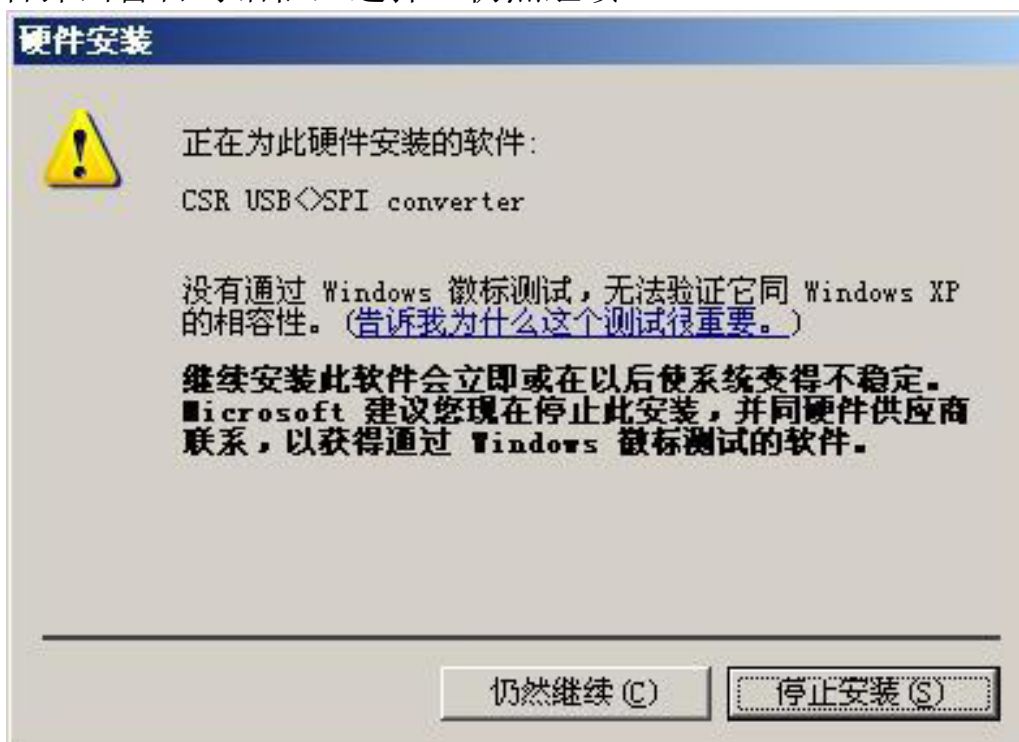 硬件安装
正在为此硬件安装的软件:
CSR USB<>SPI converter
没有通过 Windows 徽标测试，无法验证它同 Windows XP
的相容性。(告诉我为什么这个测试很重要。)
继续安装此软件会立即或在以后使系统变得不稳定。
Microsoft 建议您现在停止此安装，并同硬件供应商
联系，以获得通过 Windows 徽标测试的软件。
仍然继续(C)
停止安装(S)